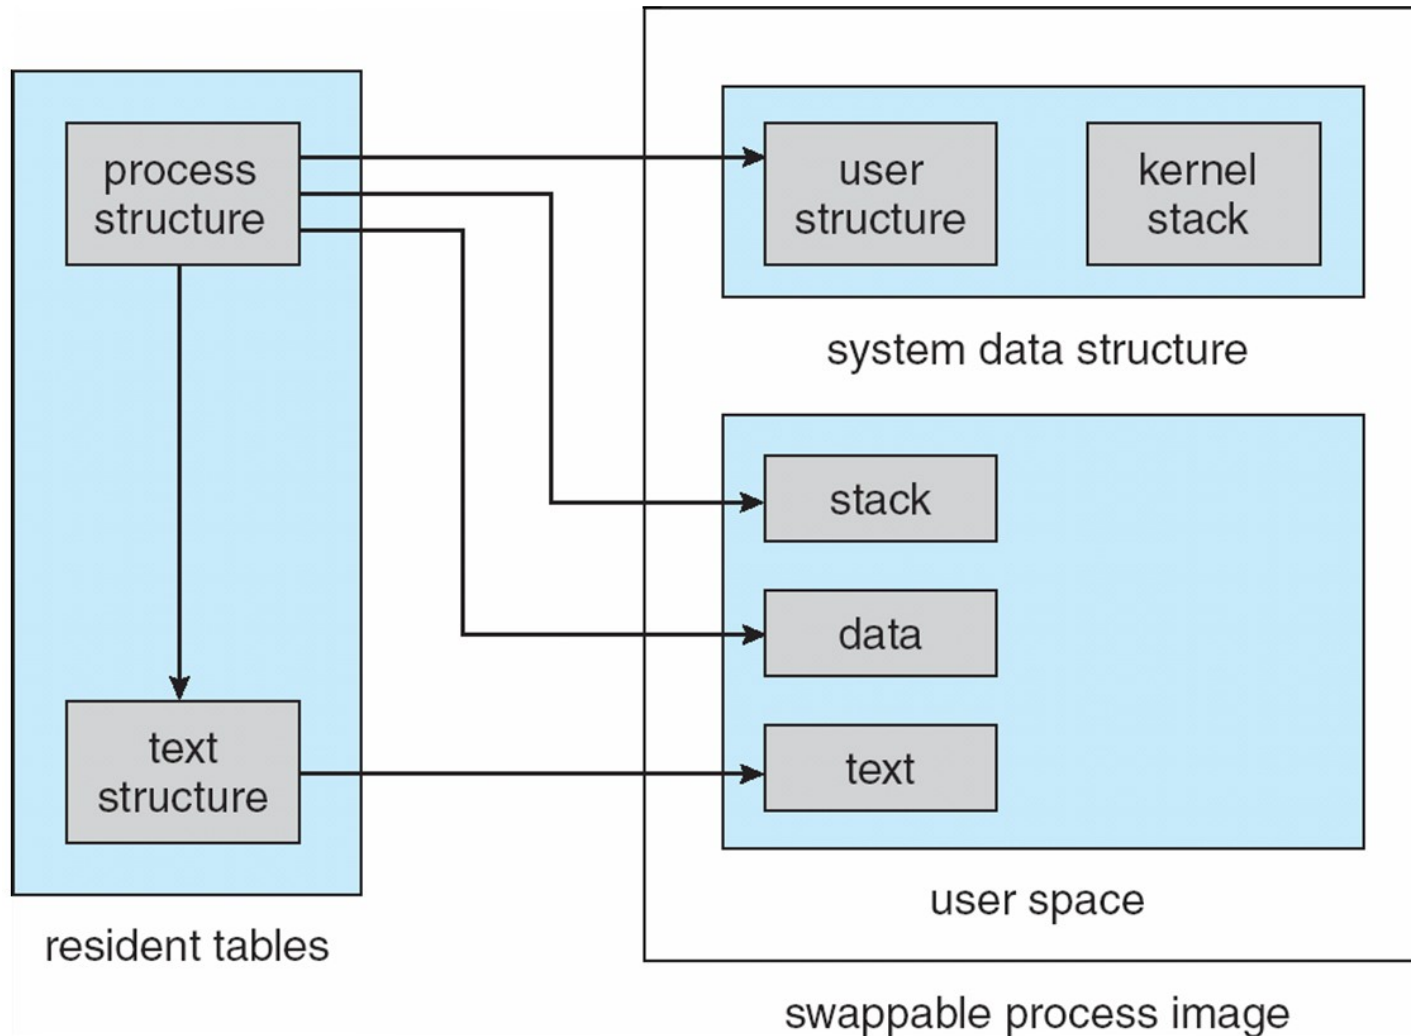 process
structure
text
structure
resident tables
user
structure
kernel
stack
system data structure
stack
data
text
user space
swappable process image